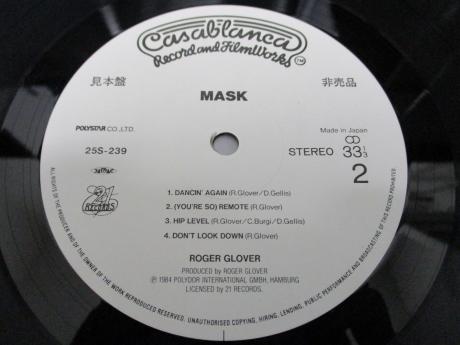 Casablanca
Record and FilmWorks™
見本盤
MASK
非売品
POLYSTAR CO.,LTD.
25S-239
Made in Japan
STEREO 33 1/3
2
21 Records
1. DANCIN' AGAIN (R.Glover/D.Gellis)
2. (YOU'RE SO) REMOTE (R.Glover)
3. HIP LEVEL (R.Glover/C.Burgi/D.Gellis)
4. DON'T LOOK DOWN (R.Glover)
ROGER GLOVER
PRODUCED BY ROGER GLOVER
℗ 1984 POLYDOR INTERNATIONAL GMBH, HAMBURG
LICENSED BY 21 RECORDS.
ALL RIGHTS OF THE PRODUCER AND OF THE OWNER OF THE WORK REPRODUCED RESERVED. UNAUTHORISED COPYING, HIRING, LENDING, PUBLIC PERFORMANCE AND BROADCASTING OF THIS RECORD PROHIBITED